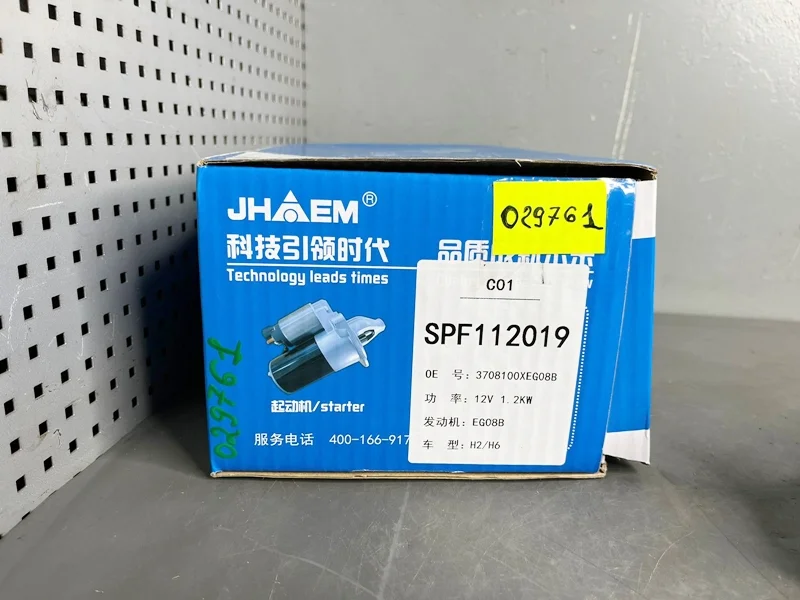 JHAEM®
029761
科技引领时代
品质
Technology leads times
C01
SPF112019
OE 号: 3708100XEG08B
功 率: 12V 1.2KW
发动机: EG08B
车 型: H2/H6
起动机/starter
服务电话 400-166-917
029761